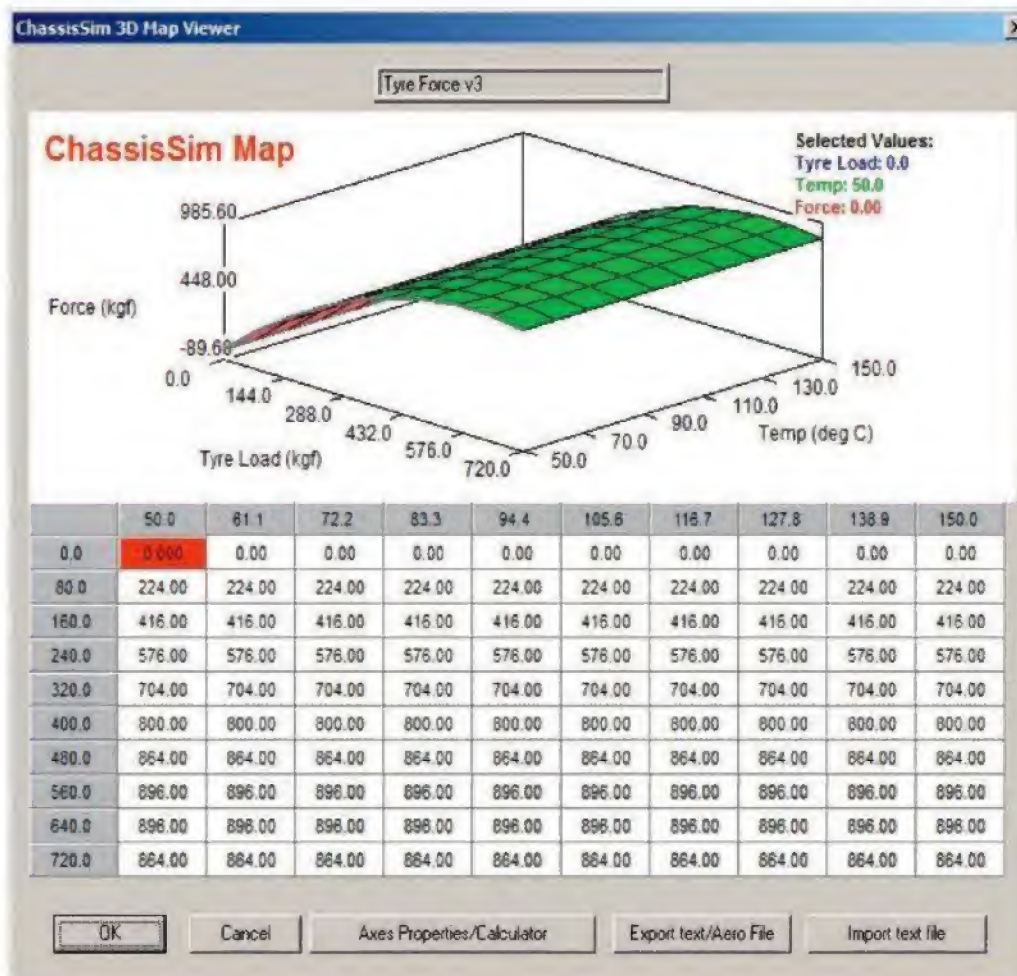 ChassisSim 3D Map Viewer
X
Tyre Force v3
ChassisSim Map
Selected Values:
Tyre Load: 0.0
Temp: 50.0
Force: 0.00
985.60
448.00
-89.60
Force (kgf)
0.0
144.0
288.0
432.0
576.0
720.0
Tyre Load (kgf)
50.0
70.0
90.0
110.0
130.0
150.0
Temp (deg C)
50.0 61.1 72.2 83.3 94.4 105.6 116.7 127.8 138.9 150.0
0.0 0.000 0.00 0.00 0.00 0.00 0.00 0.00 0.00 0.00 0.00
80.0 224.00 224.00 224.00 224.00 224.00 224.00 224.00 224.00 224.00 224.00
160.0 416.00 416.00 416.00 416.00 416.00 416.00 416.00 416.00 416.00 416.00
240.0 576.00 576.00 576.00 576.00 576.00 576.00 576.00 576.00 576.00 576.00
320.0 704.00 704.00 704.00 704.00 704.00 704.00 704.00 704.00 704.00 704.00
400.0 800.00 800.00 800.00 800.00 800.00 800.00 800.00 800.00 800.00 800.00
480.0 864.00 864.00 864.00 864.00 864.00 864.00 864.00 864.00 864.00 864.00
560.0 896.00 896.00 896.00 896.00 896.00 896.00 896.00 896.00 896.00 896.00
640.0 896.00 896.00 896.00 896.00 896.00 896.00 896.00 896.00 896.00 896.00
720.0 864.00 864.00 864.00 864.00 864.00 864.00 864.00 864.00 864.00 864.00
OK Cancel Axes Properties/Calculator Export text/Aero File Import text file